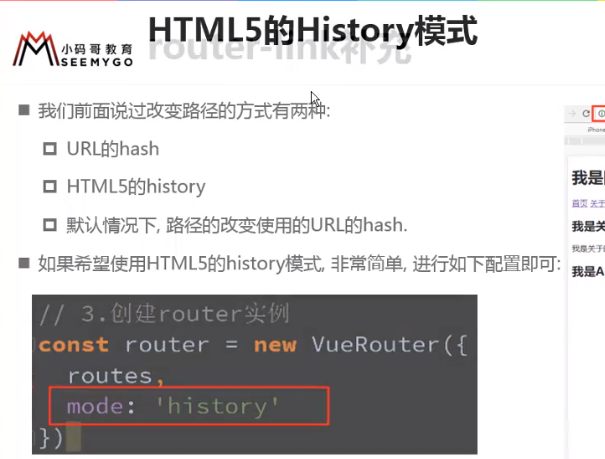 HTML5的History模式
router-link补充
小码哥教育
SEEMYGO
我们前面说过改变路径的方式有两种:
URL的hash
HTML5的history
默认情况下, 路径的改变使用的URL的hash.
如果希望使用HTML5的history模式, 非常简单, 进行如下配置即可:
// 3.创建router实例
const router = new VueRouter({
routes,
mode: 'history'
})
iPhone
我是
首页 关于
我是关
我是关于
我是A